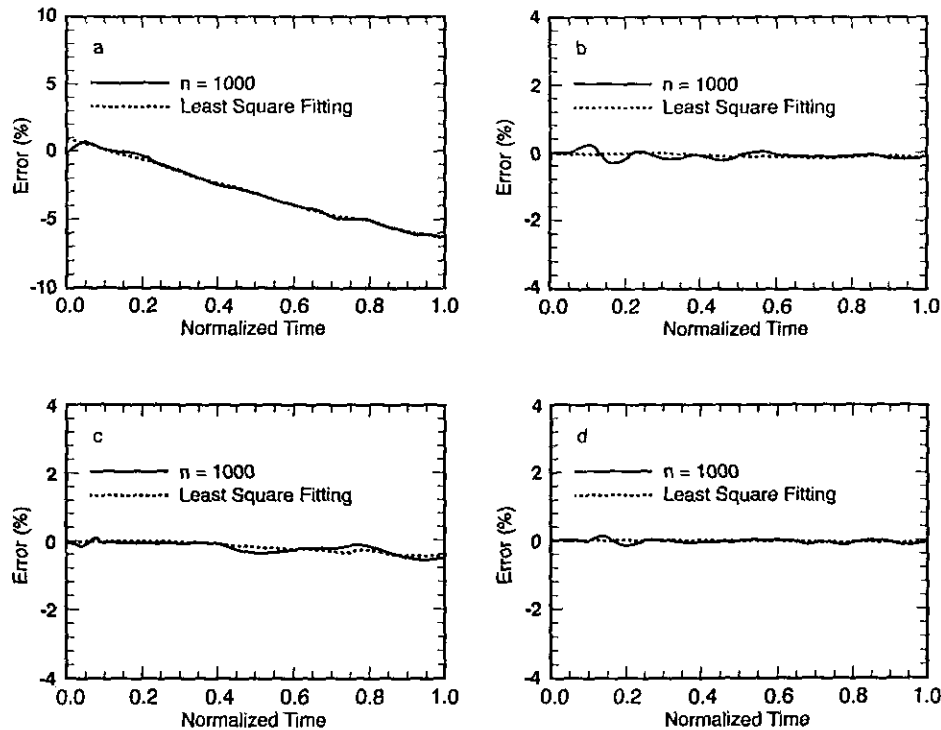 a
n = 1000
Least Square Fitting
Error (%)
10
5
0
-5
-10
0.0 0.2 0.4 0.6 0.8 1.0
Normalized Time
b
n = 1000
Least Square Fitting
Error (%)
4
2
0
-2
-4
0.0 0.2 0.4 0.6 0.8 1.0
Normalized Time
c
n = 1000
Least Square Fitting
Error (%)
4
2
0
-2
-4
0.0 0.2 0.4 0.6 0.8 1.0
Normalized Time
d
n = 1000
Least Square Fitting
Error (%)
4
2
0
-2
-4
0.0 0.2 0.4 0.6 0.8 1.0
Normalized Time